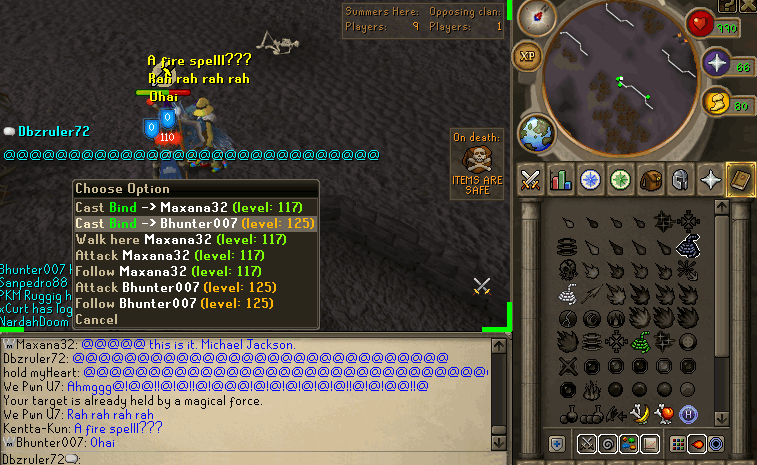 Summers Here: Opposing clan:
Players: 9 Players: 1
A fire spelll???
Rah rah rah rah
Ohai
0
0
110
Dbzruler72
@@@@@@@@@@@@@@@@@@@@@@@@@@@@@
On death:
ITEMS ARE
SAFE
Choose Option
Cast Bind -> Maxana32 (level: 117)
Cast Bind -> Bhunter007 (level: 125)
Walk here Maxana32 (level: 117)
Attack Maxana32 (level: 117)
Follow Maxana32 (level: 117)
Attack Bhunter007 (level: 125)
Follow Bhunter007 (level: 125)
Cancel
Bhunter007
Sanpedro88
PKM Ruggig h
xCurt has log
NardahDoom
Maxana32: @@@@@ this is it. Michael Jackson.
Dbzruler72: @@@@@@@@@@@@@@@@@@@@@@@@@@@@@
hold myHeart: @@@@@@@@@@@@@@@@@@@@@@@@@@@@@@@
We Pwn U7: Ahmggg@!@@!!@!@!!@!@!@!@!@!@!!@!@!@@!!@
Your target is already held by a magical force.
We Pwn U7: Rah rah rah rah
Kentta-Kun: A fire spelll???
Bhunter007: Ohai
Dbzruler72:
XP
990
66
80